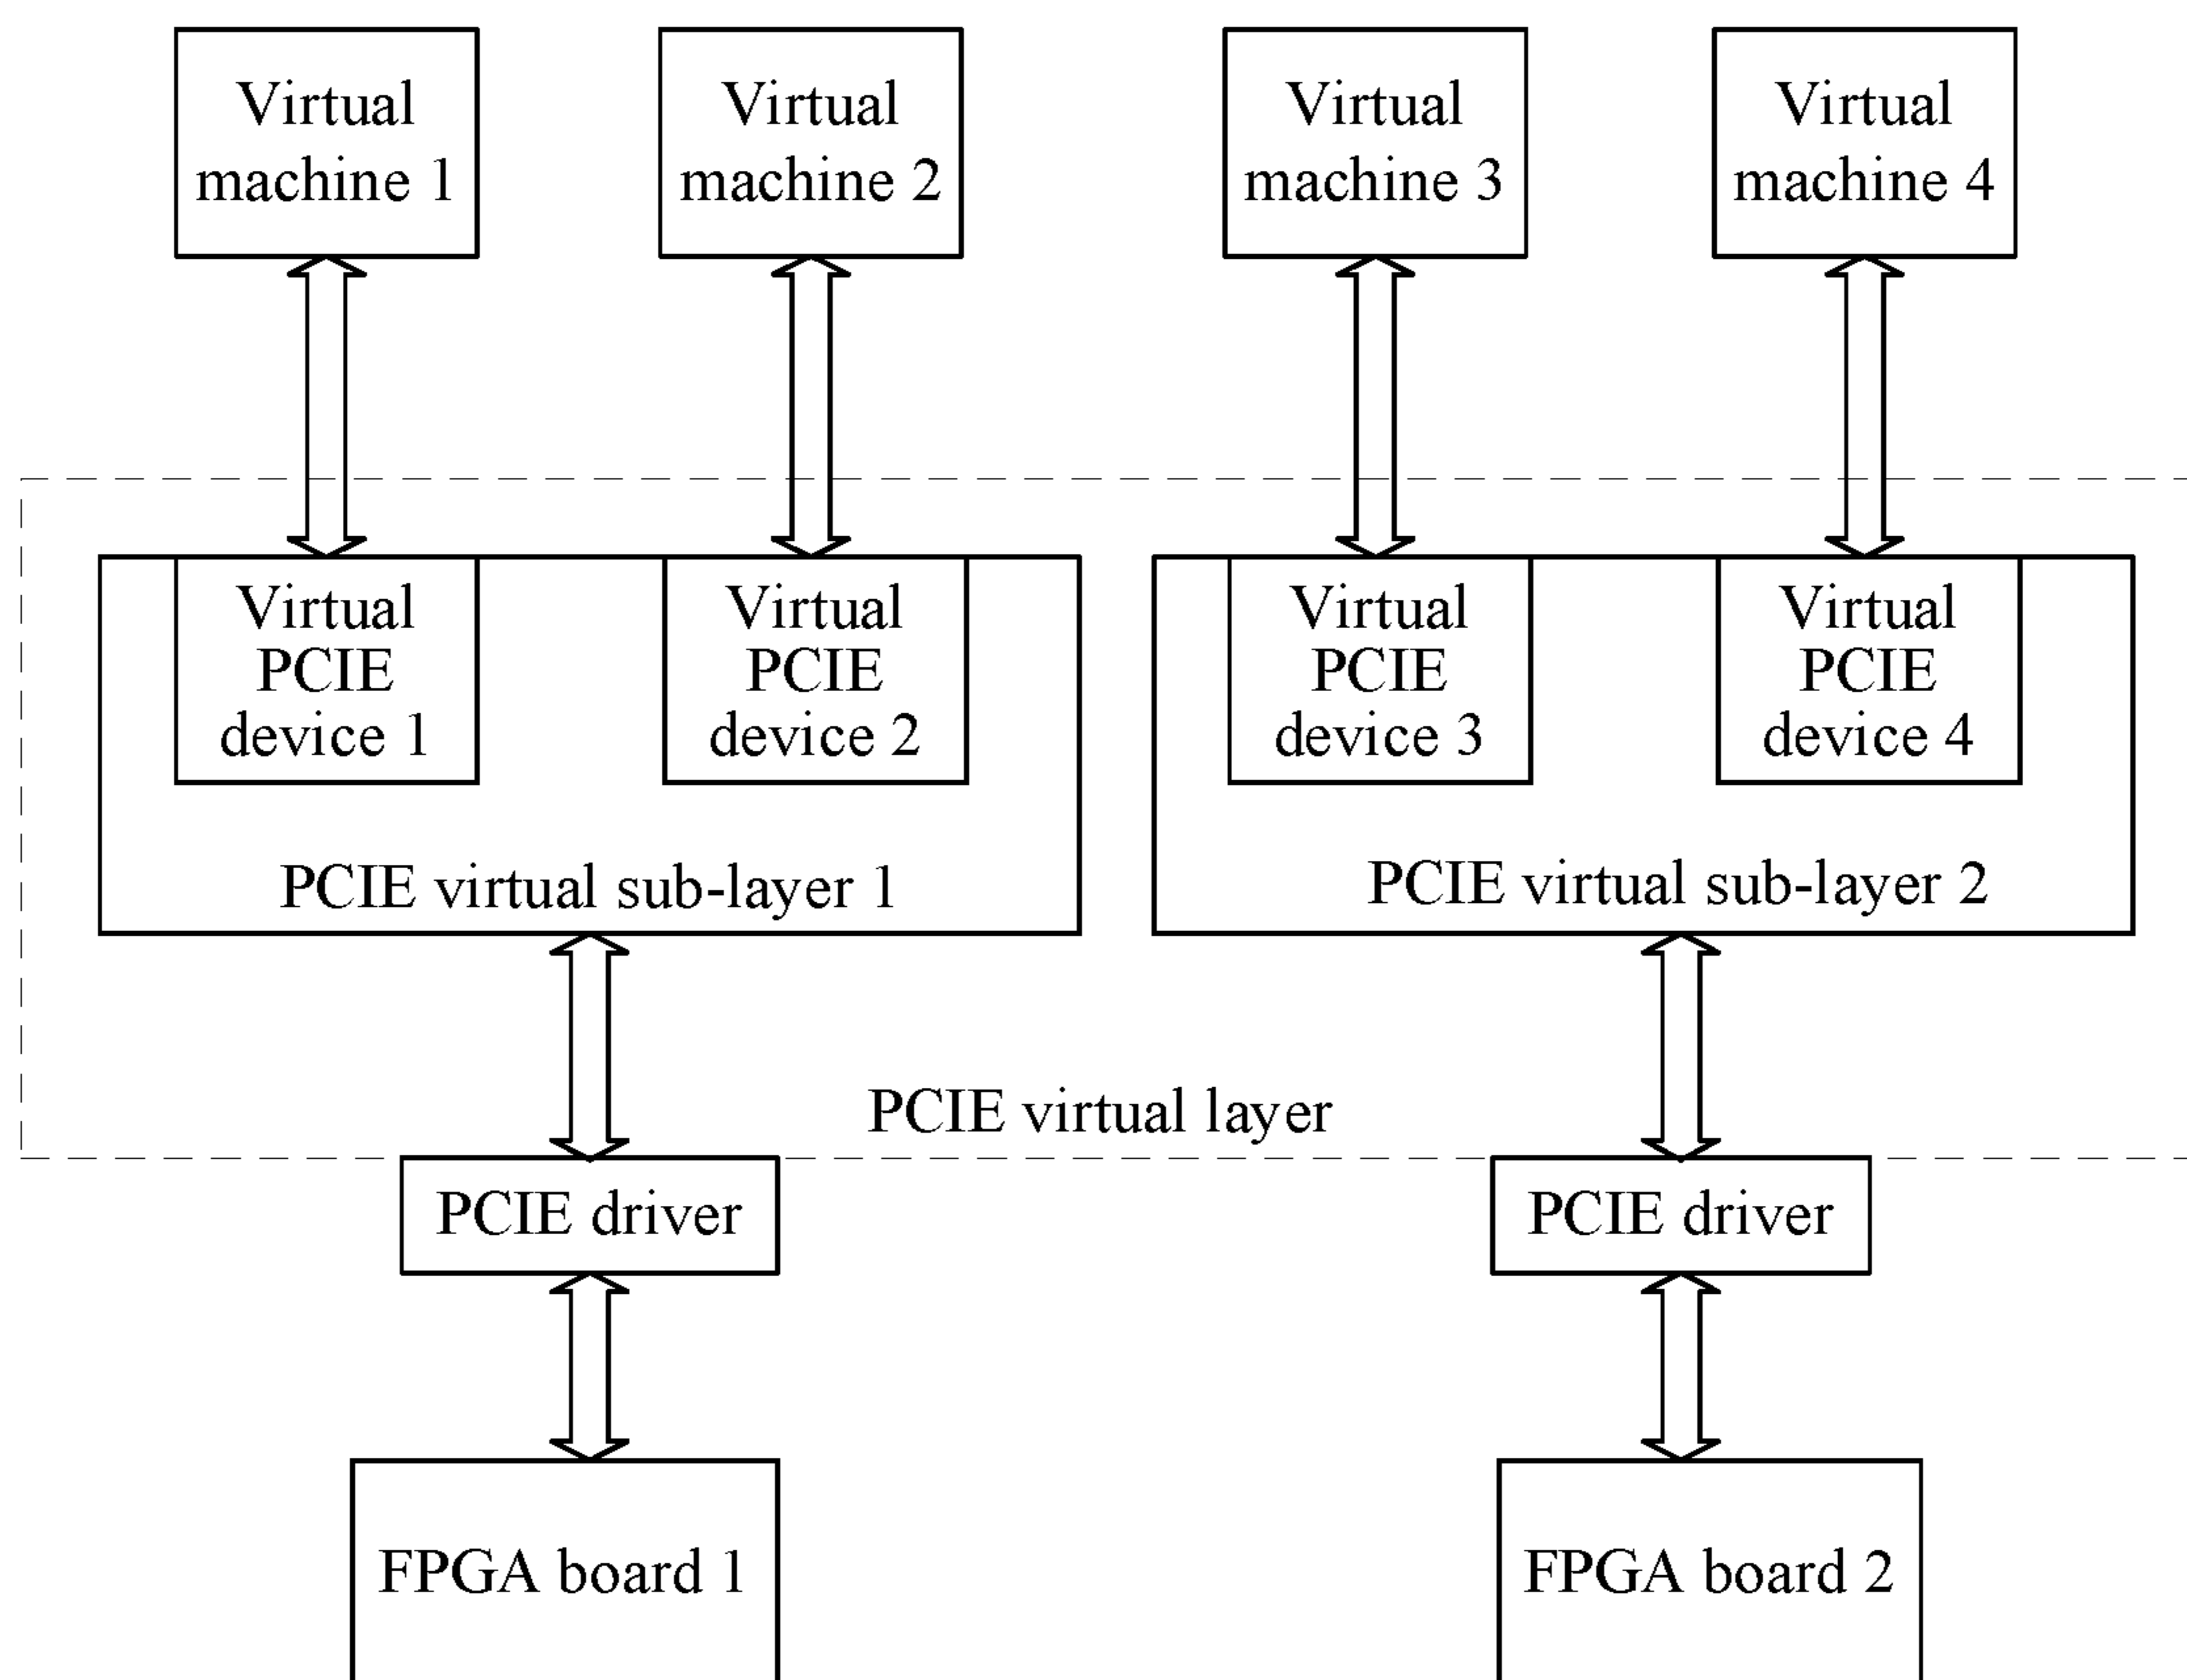 Virtual
machine 1
Virtual
machine 2
Virtual
machine 3
Virtual
machine 4
Virtual
PCIE
device 1
Virtual
PCIE
device 2
Virtual
PCIE
device 3
Virtual
PCIE
device 4
PCIE virtual sub-layer 1
PCIE virtual sub-layer 2
PCIE virtual layer
PCIE driver
PCIE driver
FPGA board 1
FPGA board 2